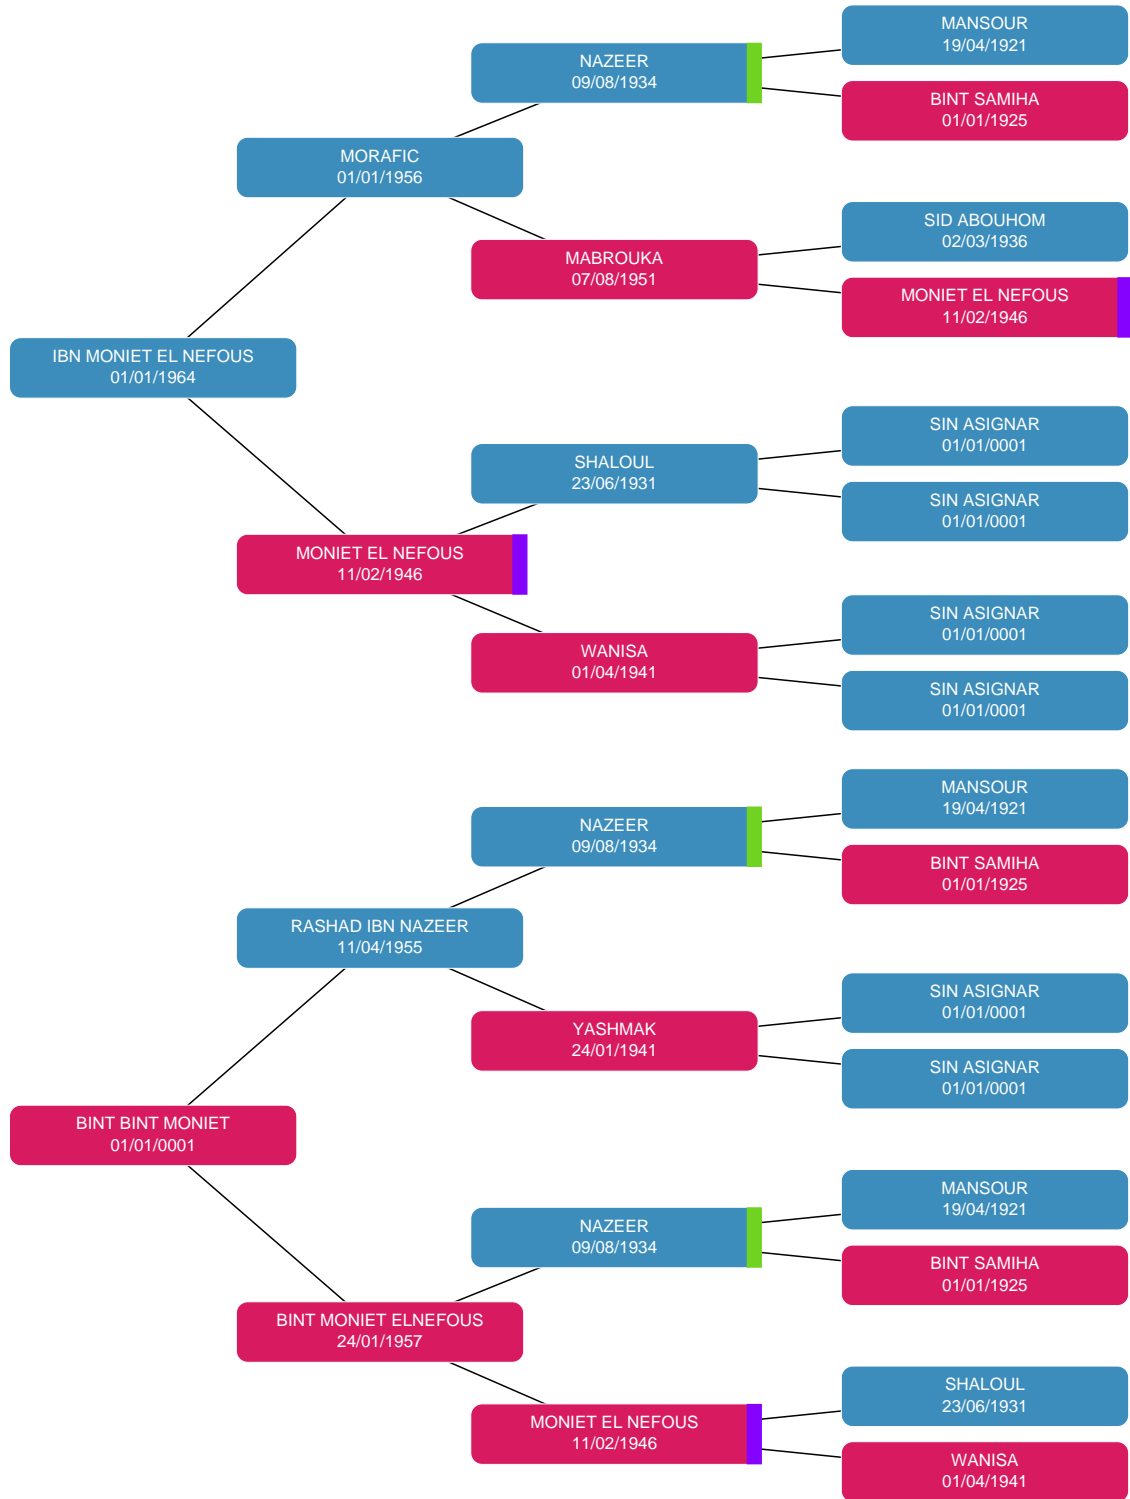 MANSOUR
19/04/1921
NAZEER
09/08/1934
BINT SAMIHA
01/01/1925
MORAFIC
01/01/1956
SID ABOUHOM
02/03/1936
MABROUKA
07/08/1951
MONIET EL NEFOUS
11/02/1946
IBN MONIET EL NEFOUS
01/01/1964
SIN ASIGNAR
01/01/0001
SHALOUL
23/06/1931
SIN ASIGNAR
01/01/0001
MONIET EL NEFOUS
11/02/1946
SIN ASIGNAR
01/01/0001
WANISA
01/04/1941
SIN ASIGNAR
01/01/0001
MANSOUR
19/04/1921
NAZEER
09/08/1934
BINT SAMIHA
01/01/1925
RASHAD IBN NAZEER
11/04/1955
SIN ASIGNAR
01/01/0001
YASHMAK
24/01/1941
SIN ASIGNAR
01/01/0001
BINT BINT MONIET
01/01/0001
MANSOUR
19/04/1921
NAZEER
09/08/1934
BINT SAMIHA
01/01/1925
BINT MONIET ELNEFOUS
24/01/1957
SHALOUL
23/06/1931
MONIET EL NEFOUS
11/02/1946
WANISA
01/04/1941